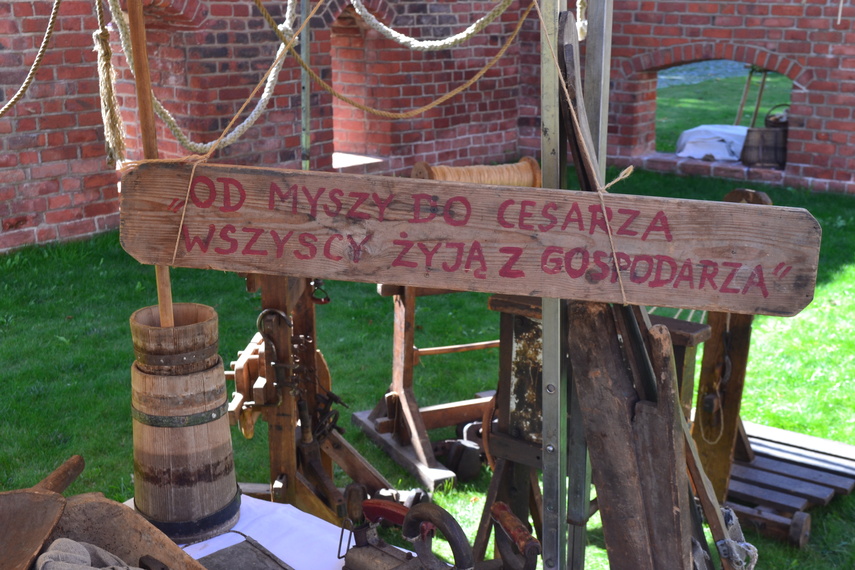 „OD MYSZY DO CESARZA
WSZYSCY ŻYJĄ Z GOSPODARZA”